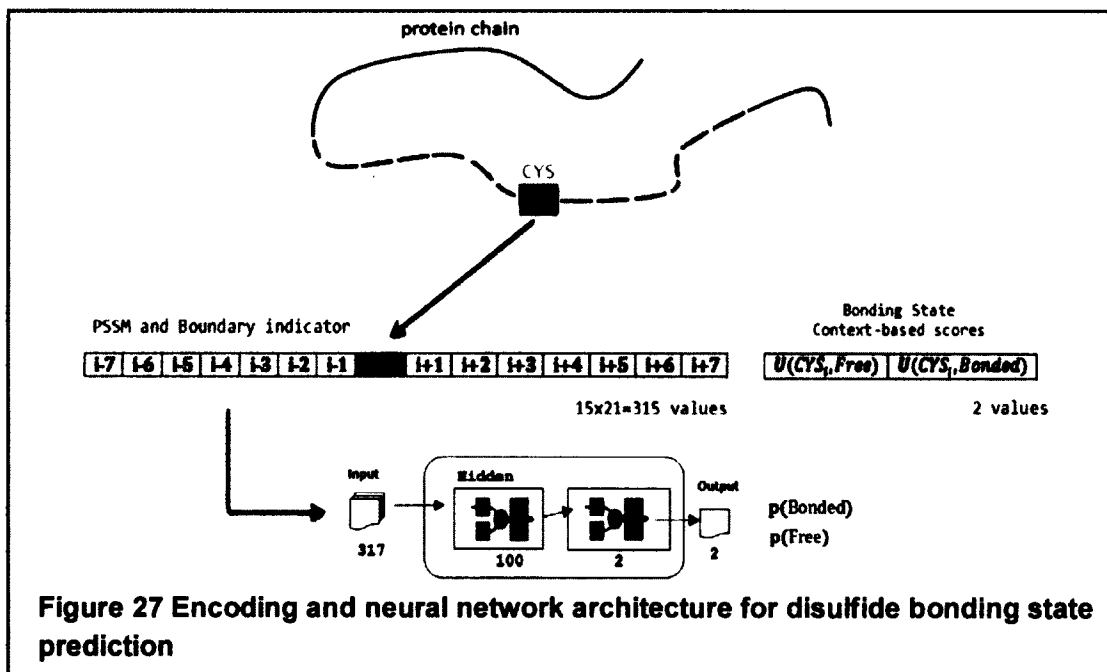 protein chain
CYS
PSSM and Boundary indicator
Bonding State
Context-based scores
i-7 i-6 i-5 i-4 i-3 i-2 i-1 i+1 i+2 i+3 i+4 i+5 i+6 i+7
U(CYSi,Free) U(CYSi,Bonded)
15x21=315 values
2 values
Input
Hidden
Output
p(Bonded)
p(Free)
317
100
2
2
Figure 27 Encoding and neural network architecture for disulfide bonding state
prediction